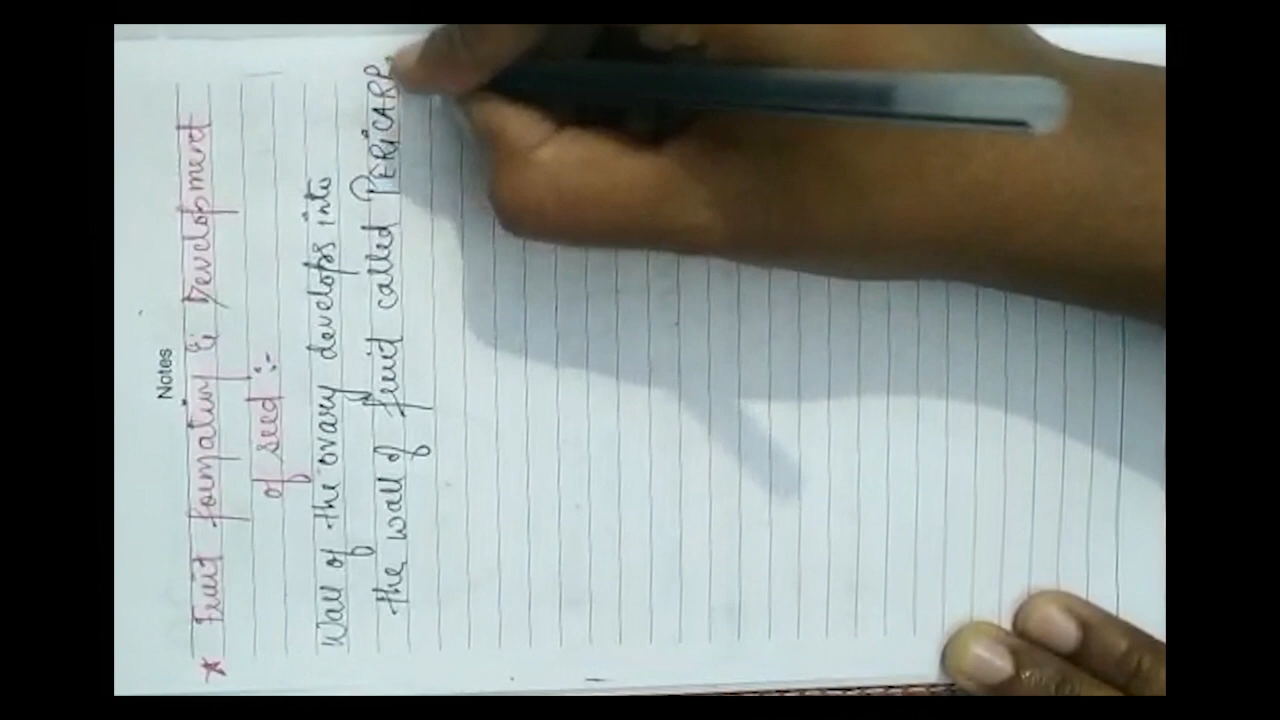 Notes
* Fruit formation & Development
of seed :-
Wall of the ovary develops into
the wall of fruit called PERICARP.